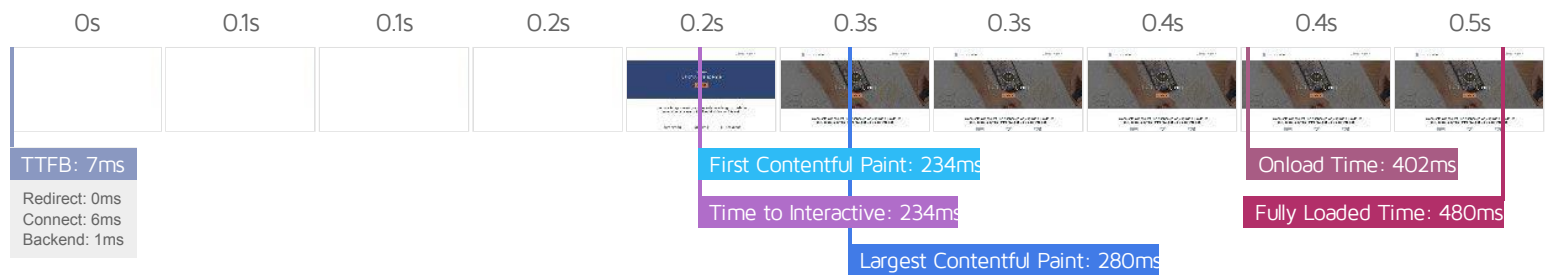 0s 0.1s 0.1s 0.2s 0.2s 0.3s 0.3s 0.4s 0.4s 0.5s
TTFB: 7ms
Redirect: 0ms
Connect: 6ms
Backend: 1ms
First Contentful Paint: 234ms
Time to Interactive: 234ms
Largest Contentful Paint: 280ms
Onload Time: 402ms
Fully Loaded Time: 480ms